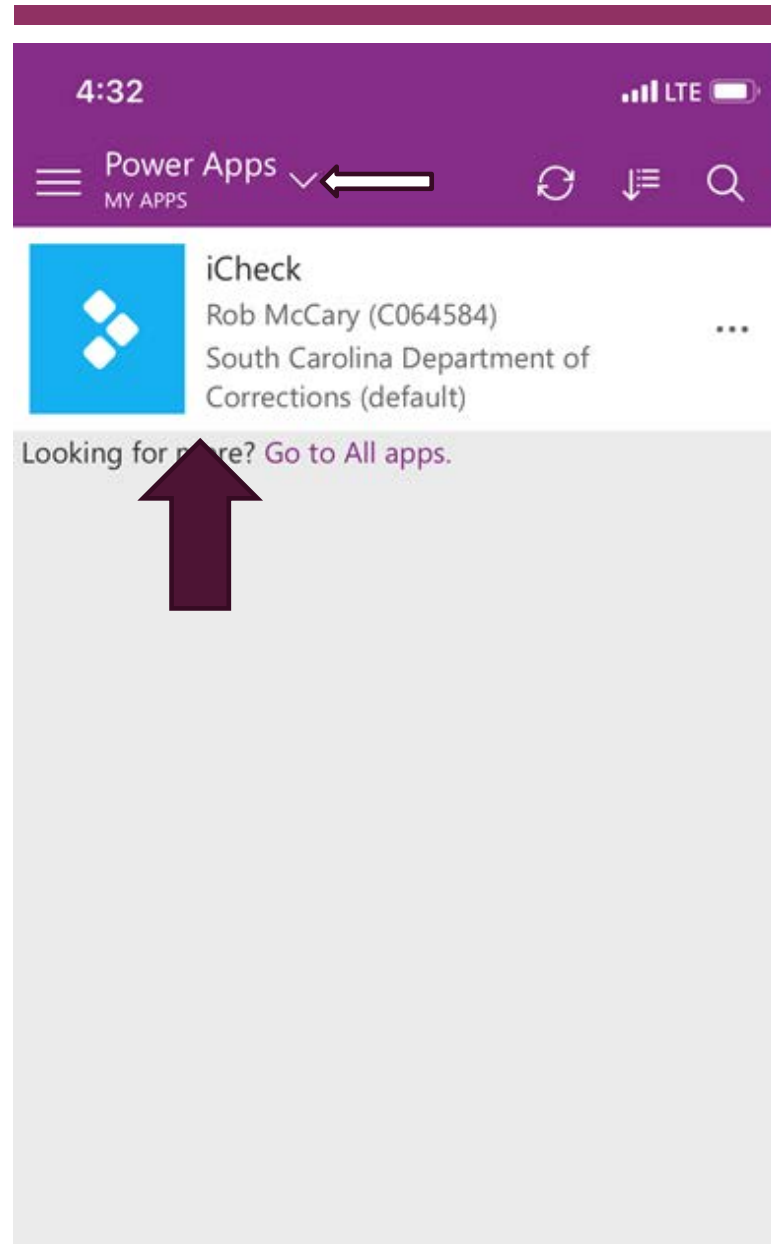 4:32
LTE
Power Apps
MY APPS
iCheck
Rob McCary (C064584)
South Carolina Department of
Corrections (default)
Looking for more? Go to All apps.